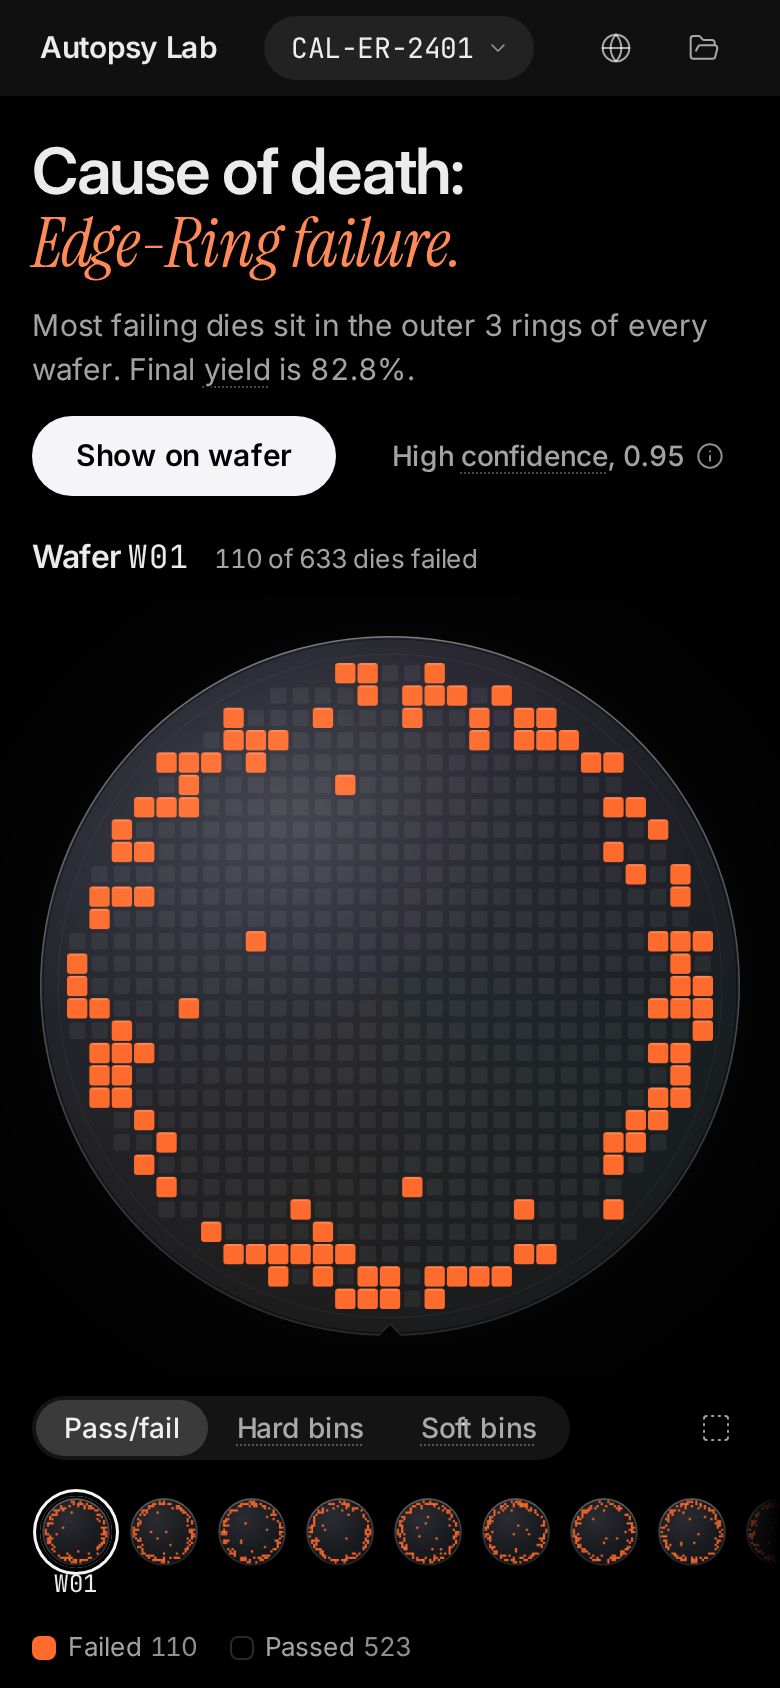 Autopsy Lab
CAL-ER-2401
Cause of death:
Edge-Ring failure.
Most failing dies sit in the outer 3 rings of every
wafer. Final yield is 82.8%.
Show on wafer
High confidence, 0.95
Wafer W01
110 of 633 dies failed
Pass/fail
Hard bins
Soft bins
W01
Failed 110
Passed 523